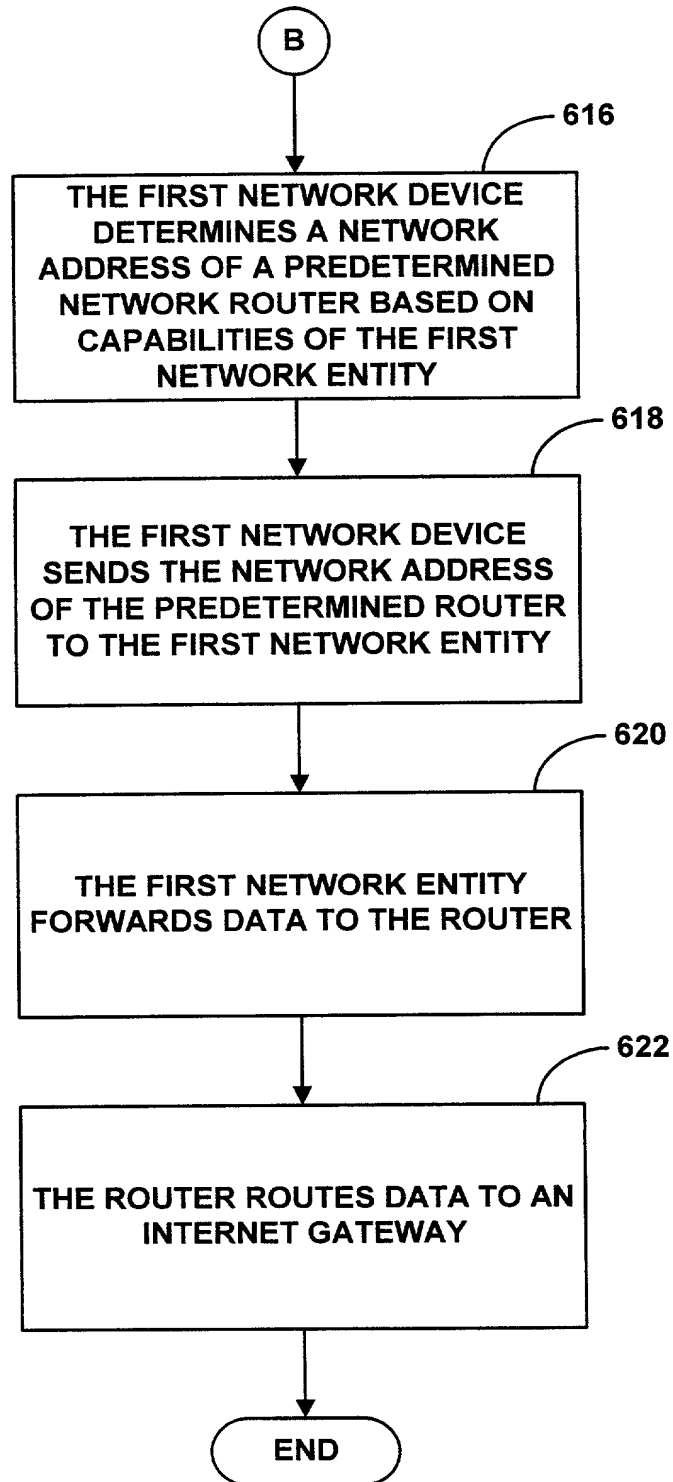 B
616
THE FIRST NETWORK DEVICE
DETERMINES A NETWORK
ADDRESS OF A PREDETERMINED
NETWORK ROUTER BASED ON
CAPABILITIES OF THE FIRST
NETWORK ENTITY
618
THE FIRST NETWORK DEVICE
SENDS THE NETWORK ADDRESS
OF THE PREDETERMINED ROUTER
TO THE FIRST NETWORK ENTITY
620
THE FIRST NETWORK ENTITY
FORWARDS DATA TO THE ROUTER
622
THE ROUTER ROUTES DATA TO AN
INTERNET GATEWAY
END